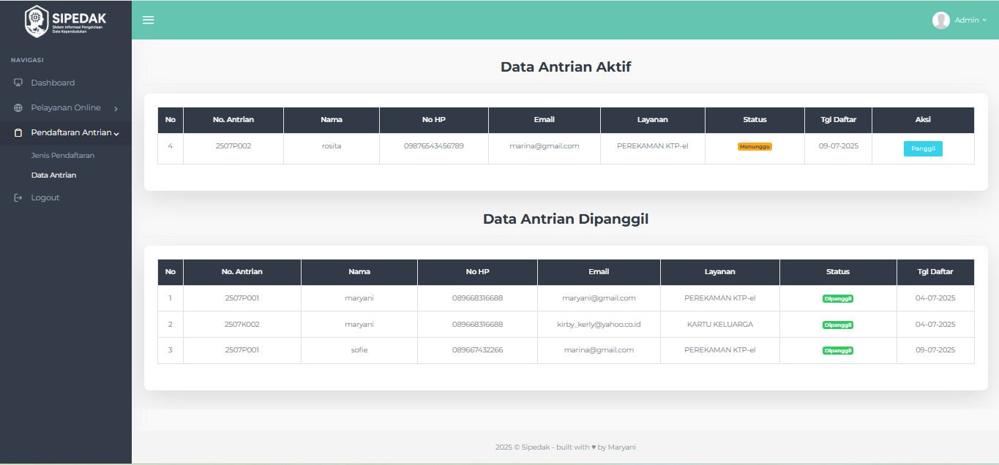 SIPEDAK
Sistem Informasi Pengelolaan
Data Kependudukan
Admin
NAVIGASI
Dashboard
Pelayanan Online
Pendaftaran Antrian
Jenis Pendaftaran
Data Antrian
Logout
Data Antrian Aktif
No No. Antrian Nama No HP Email Layanan Status Tgl Daftar Aksi
4 2507P002 rosita 09876543456789 marina@gmail.com PEREKAMAN KTP-el Menunggu 09-07-2025 Panggil
Data Antrian Dipanggil
No No. Antrian Nama No HP Email Layanan Status Tgl Daftar
1 2507P001 maryani 089668316688 maryani@gmail.com PEREKAMAN KTP-el Dipanggil 04-07-2025
2 2507K002 maryani 089668316688 kirby_kerly@yahoo.co.id KARTU KELUARGA Dipanggil 04-07-2025
3 2507P001 sofie 089667432266 marina@gmail.com PEREKAMAN KTP-el Dipanggil 09-07-2025
2025 © Sipedak - built with ♥ by Maryani